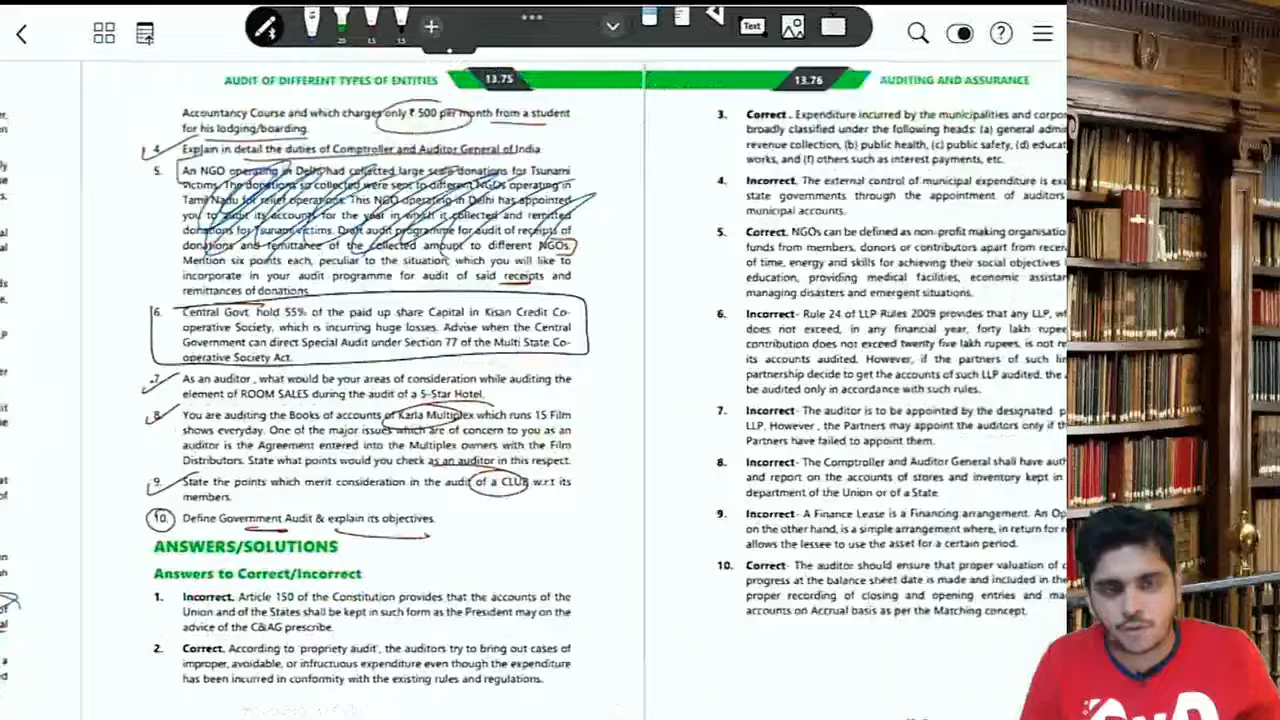 Text
AUDIT OF DIFFERENT TYPES OF ENTITIES 13.75
Accountancy Course and which charges only ₹ 500 per month from a student
for his lodging/boarding.
4. Explain in detail the duties of Comptroller and Auditor General of India
5. An NGO operating in Delhi had collected large scale donations for Tsunami
victims. The donations so collected were sent to different NGOs operating in
Tamil Nadu for relief operations. This NGO operating in Delhi has appointed
you to audit its accounts for the year in which it collected and remitted
donations for Tsunami victims. Draft audit programme for audit of receipts of
donations and remittance of the collected amount to different NGOs.
Mention six points each, peculiar to the situation, which you will like to
incorporate in your audit programme for audit of said receipts and
remittances of donations.
6. Central Govt. hold 55% of the paid up share Capital in Kisan Credit Co-
operative Society, which is incurring huge losses. Advise when the Central
Government can direct Special Audit under Section 77 of the Multi State Co-
operative Society Act.
7. As an auditor , what would be your areas of consideration while auditing the
element of ROOM SALES during the audit of a 5-Star Hotel.
8. You are auditing the Books of accounts of Karla Multiplex which runs 15 Film
shows everyday. One of the major issues which are of concern to you as an
auditor is the Agreement entered into the Multiplex owners with the Film
Distributors. State what points would you check as an auditor in this respect.
9. State the points which merit consideration in the audit of a CLUB w.r.t its
members.
10. Define Government Audit & explain its objectives.
ANSWERS/SOLUTIONS
Answers to Correct/Incorrect
1. Incorrect. Article 150 of the Constitution provides that the accounts of the
Union and of the States shall be kept in such form as the President may on the
advice of the C&AG prescribe.
2. Correct. According to 'propriety audit', the auditors try to bring out cases of
improper, avoidable, or infructuous expenditure even though the expenditure
has been incurred in conformity with the existing rules and regulations.
13.76 AUDITING AND ASSURANCE
3. Correct . Expenditure incurred by the municipalities and corpo
broadly classified under the following heads: (a) general admi
revenue collection, (b) public health, (c) public safety, (d) educat
works, and (f) others such as interest payments, etc.
4. Incorrect. The external control of municipal expenditure is ex
state governments through the appointment of auditors
municipal accounts.
5. Correct. NGOs can be defined as non-profit making organisatio
funds from members, donors or contributors apart from recei
of time, energy and skills for achieving their social objectives
education, providing medical facilities, economic assistan
managing disasters and emergent situations.
6. Incorrect- Rule 24 of LLP Rules 2009 provides that any LLP, w
does not exceed, in any financial year, forty lakh rupee
contribution does not exceed twenty five lakh rupees, is not re
its accounts audited. However, if the partners of such lim
partnership decide to get the accounts of such LLP audited, the a
be audited only in accordance with such rules.
7. Incorrect- The auditor is to be appointed by the designated p
LLP. However , the Partners may appoint the auditors only if th
Partners have failed to appoint them.
8. Incorrect- The Comptroller and Auditor General shall have auth
and report on the accounts of stores and inventory kept in
department of the Union or of a State.
9. Incorrect- A Finance Lease is a Financing arrangement. An Op
on the other hand, is a simple arrangement where, in return for r
allows the lessee to use the asset for a certain period.
10. Correct- The auditor should ensure that proper valuation of c
progress at the balance sheet date is made and included in the
proper recording of closing and opening entries and ma
accounts on Accrual basis as per the Matching concept.